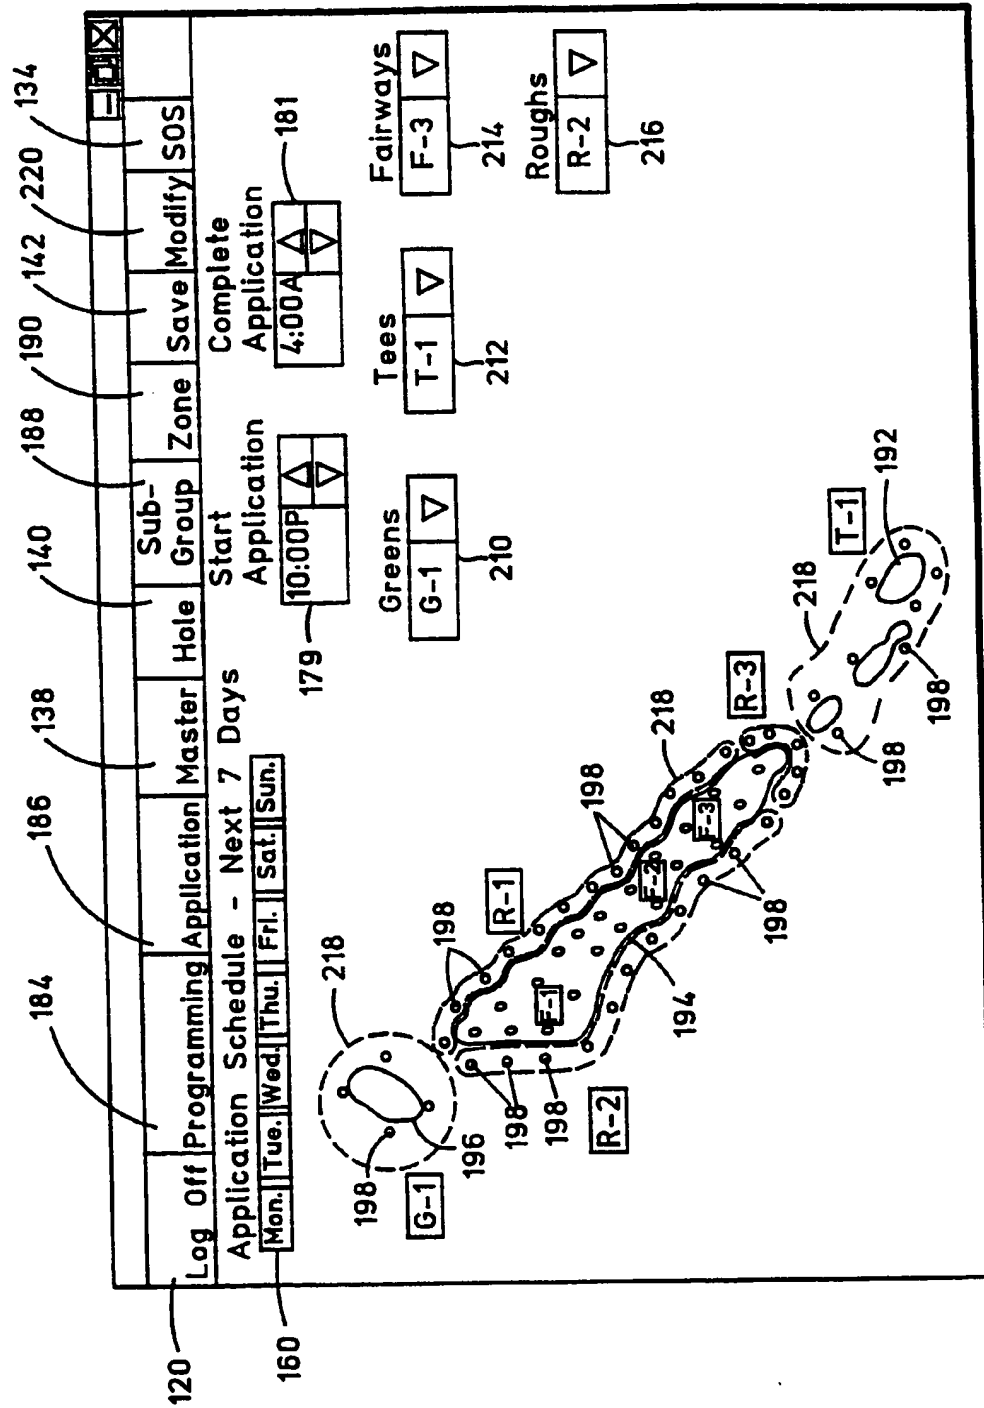 184
186
138
140
188
190
142
220
134
Log Off
Programming
Application
Master
Hole
Sub-
Group
Zone
Save
Modify
SOS
120
Application Schedule - Next 7 Days
Mon. Tue. Wed. Thu. Fri. Sat. Sun.
160
Start
Application
10:00P
179
Complete
Application
4:00A
181
Greens
G-1
210
Tees
T-1
212
Fairways
F-3
214
Roughs
R-2
216
218
198
G-1
196
198
R-1
198
218
R-3
F-1
F-2
F-3
198
198
R-2
194
198
218
T-1
192
198
198